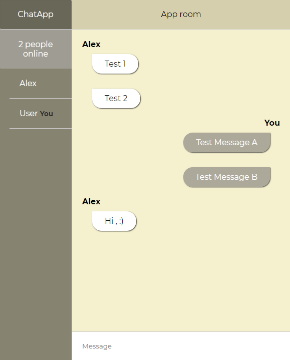 ChatApp
App room
2 people
online
Alex
User You
Alex
Test 1
Test 2
You
Test Message A
Test Message B
Alex
Hi , :)
Message